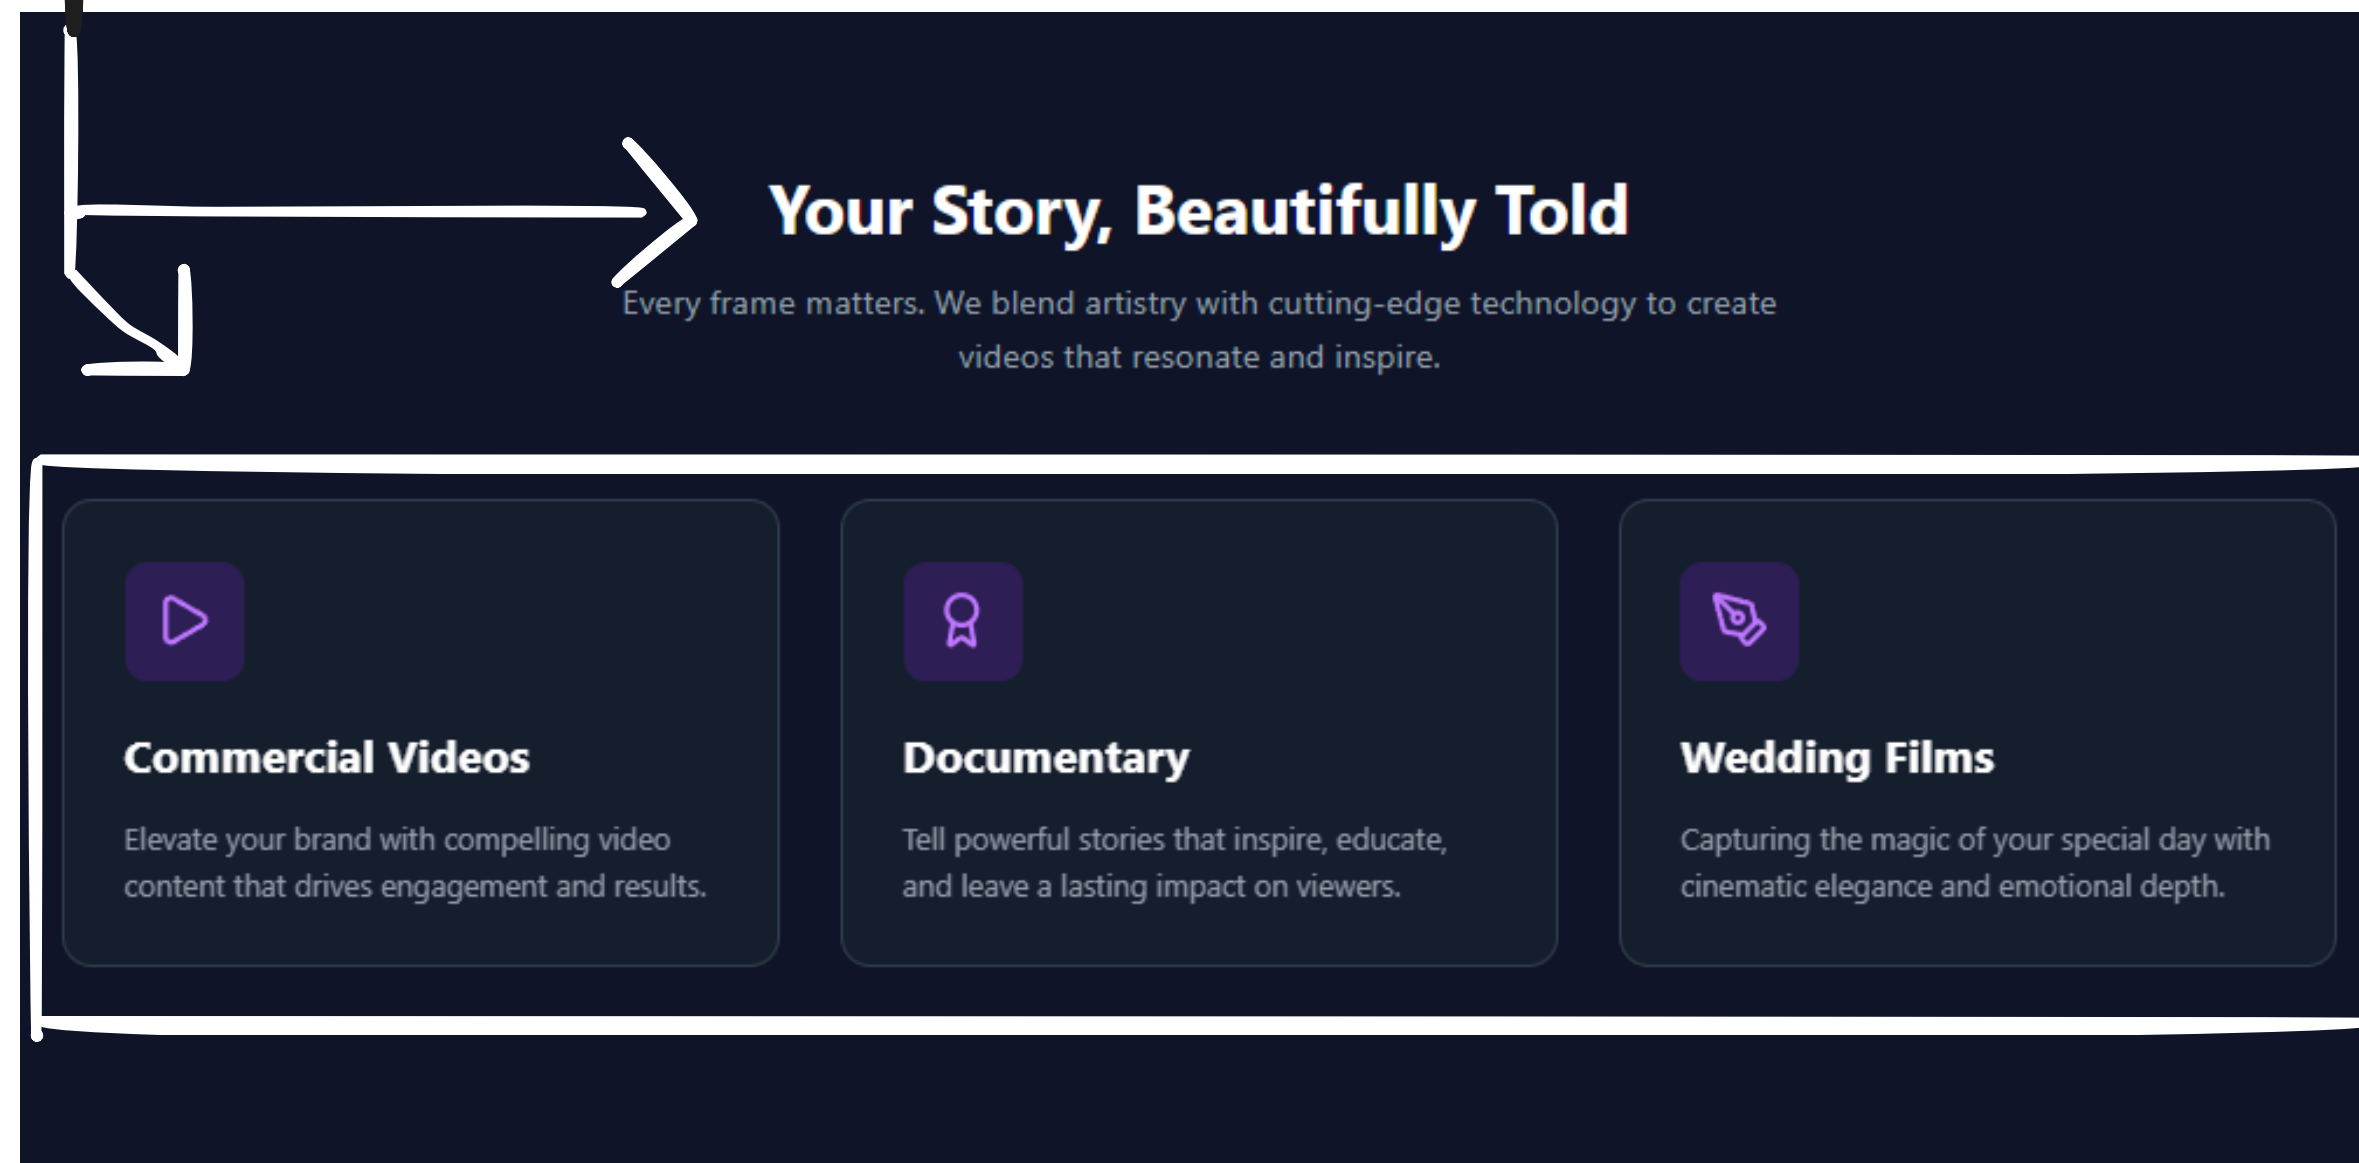 Your Story, Beautifully Told
Every frame matters. We blend artistry with cutting-edge technology to create
videos that resonate and inspire.
Commercial Videos
Elevate your brand with compelling video
content that drives engagement and results.
Documentary
Tell powerful stories that inspire, educate,
and leave a lasting impact on viewers.
Wedding Films
Capturing the magic of your special day with
cinematic elegance and emotional depth.